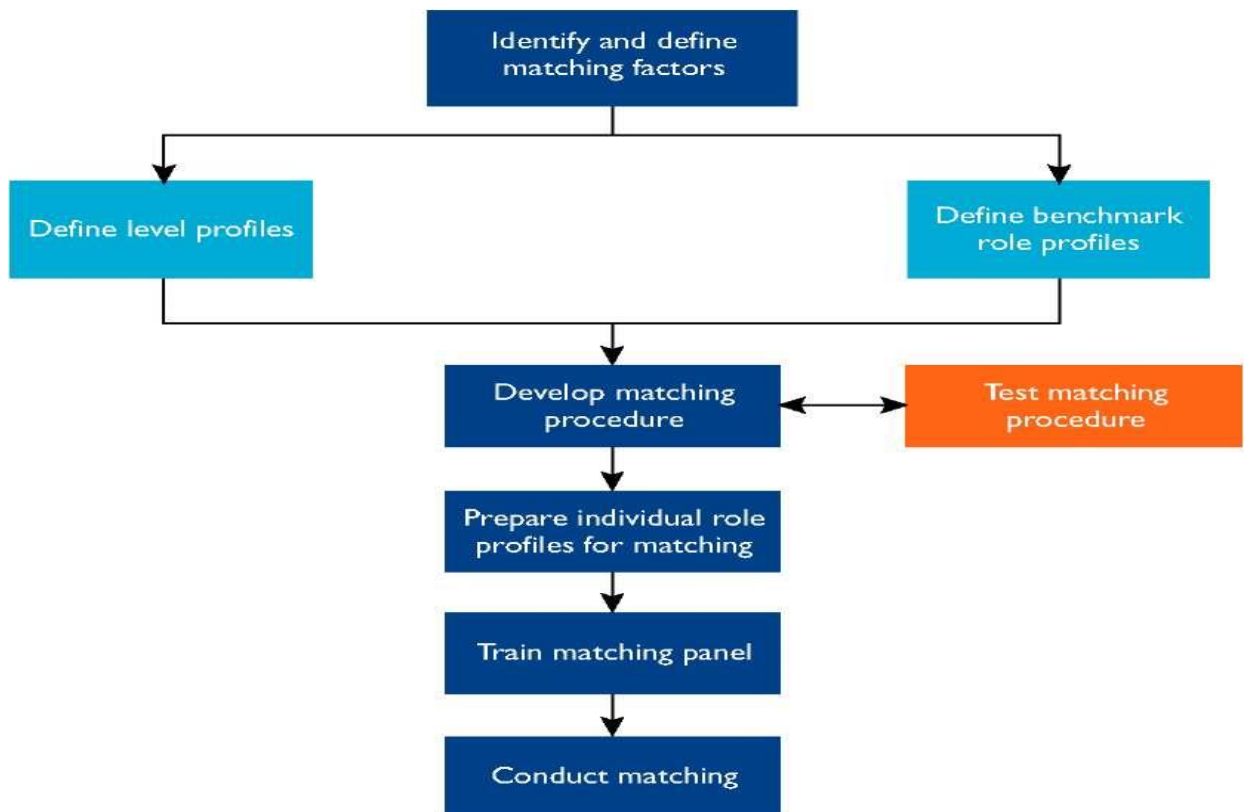 Identify and define
matching factors
Define level profiles
Define benchmark
role profiles
Develop matching
procedure
Test matching
procedure
Prepare individual role
profiles for matching
Train matching panel
Conduct matching